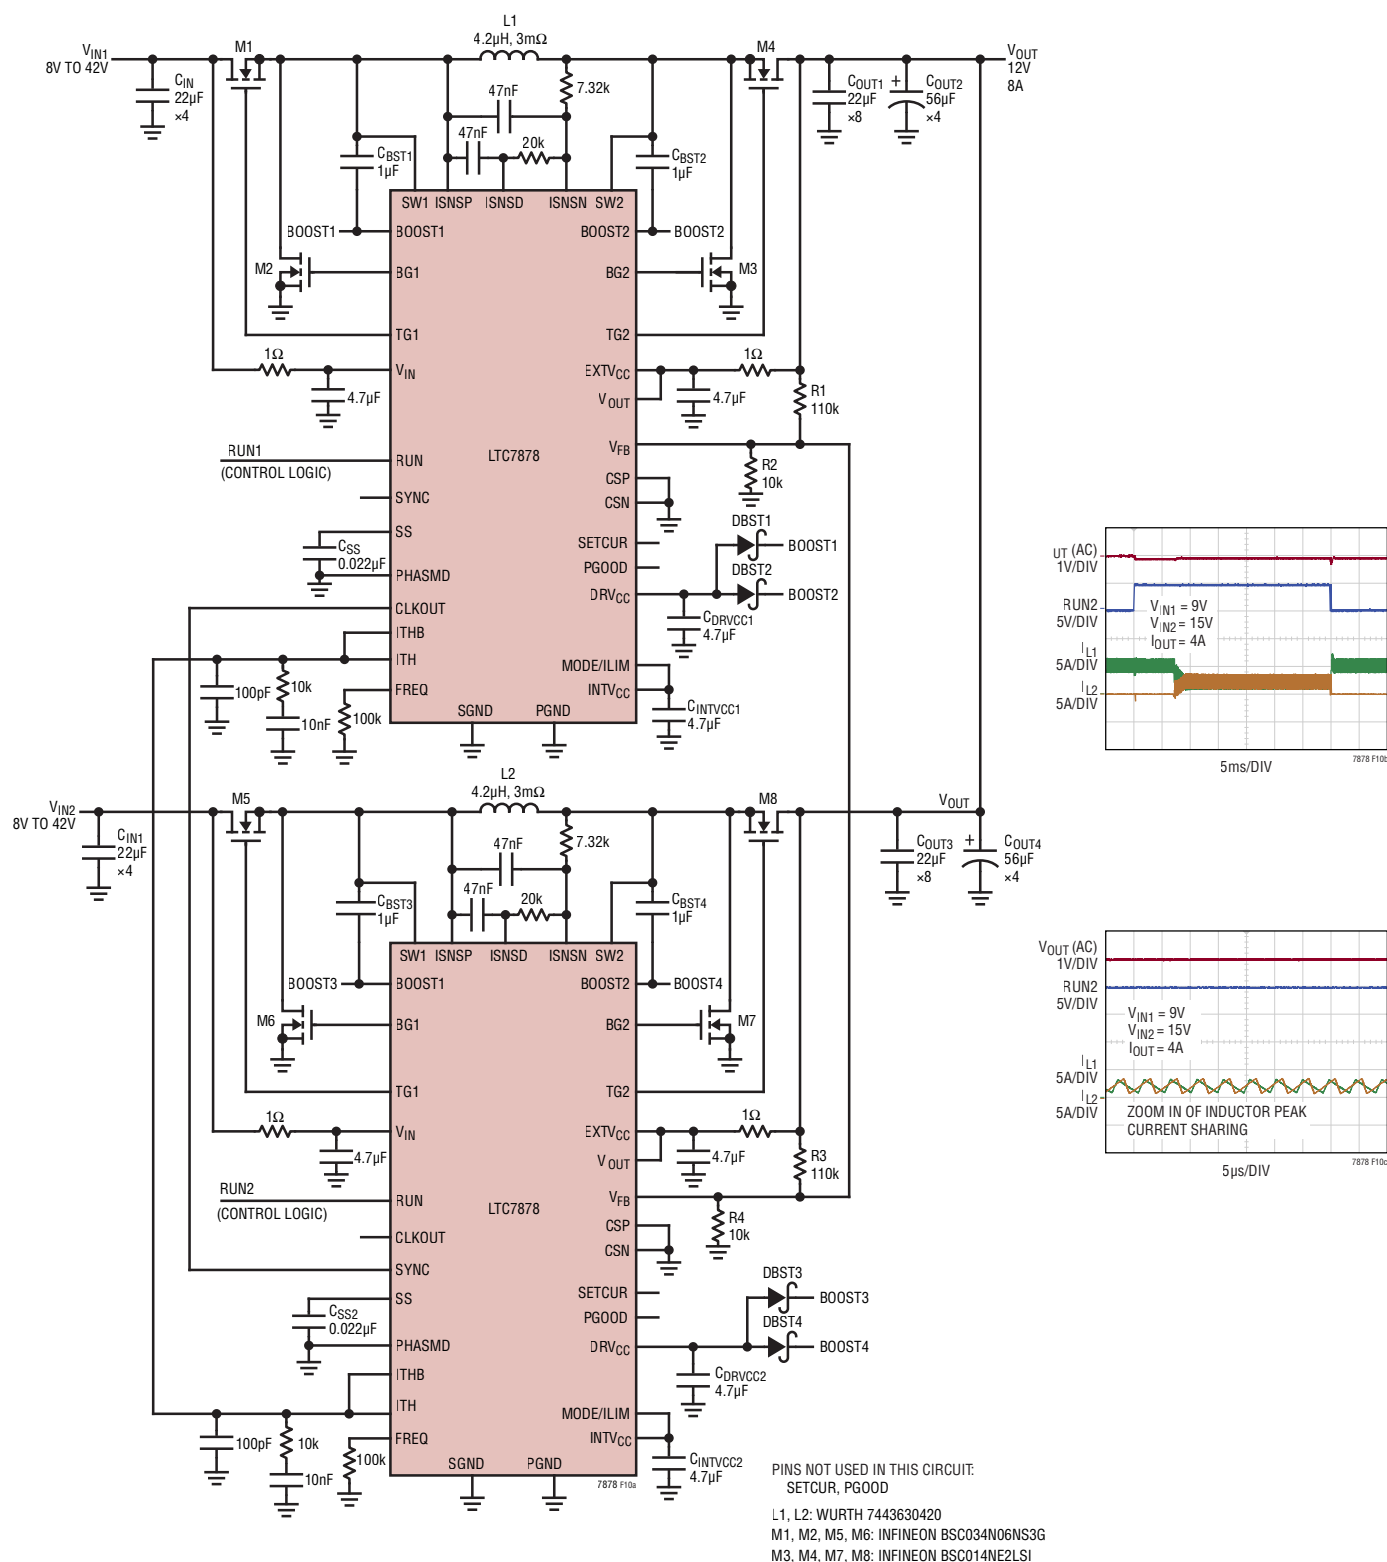 L1
4.2µH, 3mΩ
VIN1
8V TO 42V
M1
M4
VOUT
12V
8A
CIN
22µF
×4
47nF
7.32k
COUT1
22µF
×8
+
COUT2
56µF
×4
47nF
20k
CBST1
1µF
CBST2
1µF
SW1 ISNSP ISNSD ISNSN SW2
BOOST1
BOOST1
BOOST2
BOOST2
M2
BG1
BG2
M3
TG1
TG2
1Ω
VIN
4.7µF
EXTVCC
1Ω
VOUT
4.7µF
R1
110k
RUN1
(CONTROL LOGIC)
RUN
LTC7878
VFB
R2
10k
CSP
CSN
SYNC
SS
CSS
0.022µF
PHASMD
SETCUR
PGOOD
DRVCC
DBST1
BOOST1
DBST2
BOOST2
CLKOUT
CDRVCC1
4.7µF
ITHB
ITH
MODE/ILIM
100pF
10k
FREQ
INTVCC
10nF
100k
SGND
PGND
CINTVCC1
4.7µF
UT (AC)
1V/DIV
RUN2
5V/DIV
VIN1 = 9V
VIN2 = 15V
IOUT = 4A
IL1
5A/DIV
IL2
5A/DIV
5ms/DIV
7878 F10b
L2
4.2µH, 3mΩ
VIN2
8V TO 42V
M5
M8
VOUT
CIN1
22µF
×4
47nF
7.32k
COUT3
22µF
×8
+
COUT4
56µF
×4
47nF
20k
CBST3
1µF
CBST4
1µF
SW1 ISNSP ISNSD ISNSN SW2
BOOST3
BOOST1
BOOST2
BOOST4
M6
BG1
BG2
M7
TG1
TG2
1Ω
VIN
4.7µF
EXTVCC
1Ω
VOUT
4.7µF
R3
110k
RUN2
(CONTROL LOGIC)
RUN
LTC7878
VFB
R4
10k
CSP
CSN
CLKOUT
SYNC
SS
CSS2
0.022µF
PHASMD
SETCUR
PGOOD
DRVCC
DBST3
BOOST3
DBST4
BOOST4
ITHB
CDRVCC2
4.7µF
ITH
MODE/ILIM
100pF
10k
FREQ
INTVCC
10nF
100k
SGND
PGND
CINTVCC2
4.7µF
7878 F10a
VOUT (AC)
1V/DIV
RUN2
5V/DIV
VIN1 = 9V
VIN2 = 15V
IOUT = 4A
IL1
5A/DIV
IL2
5A/DIV
ZOOM IN OF INDUCTOR PEAK
CURRENT SHARING
5µs/DIV
7878 F10c
PINS NOT USED IN THIS CIRCUIT:
SETCUR, PGOOD
L1, L2: WURTH 7443630420
M1, M2, M5, M6: INFINEON BSC034N06NS3G
M3, M4, M7, M8: INFINEON BSC014NE2LSI